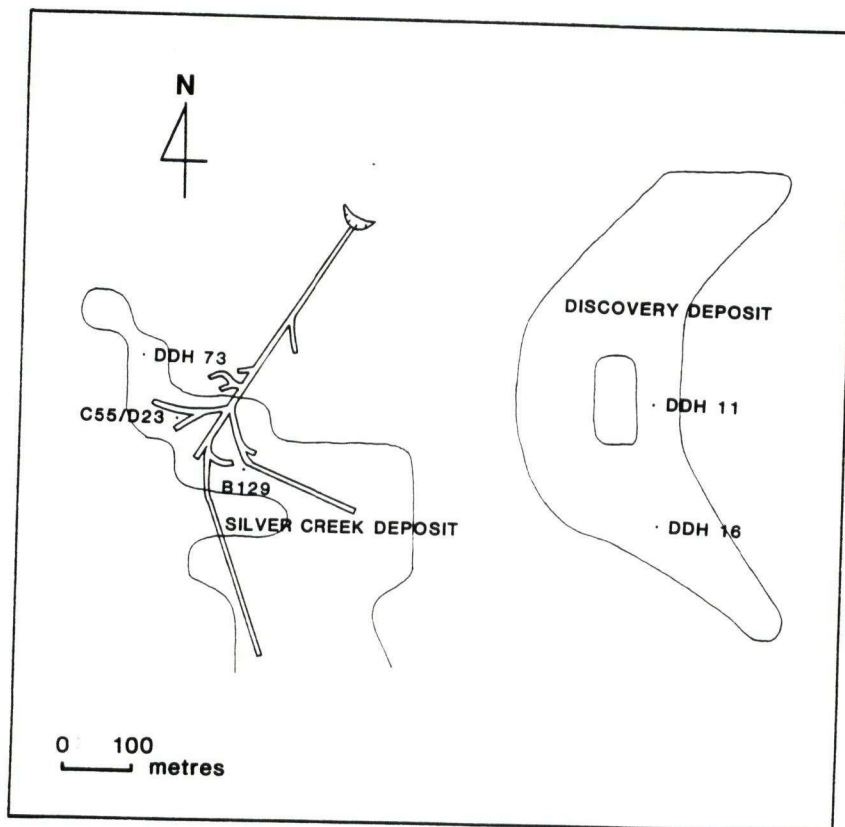 N
DISCOVERY DEPOSIT
DDH 73
C55/D23
DDH 11
B129
SILVER CREEK DEPOSIT
DDH 16
0 100
metres